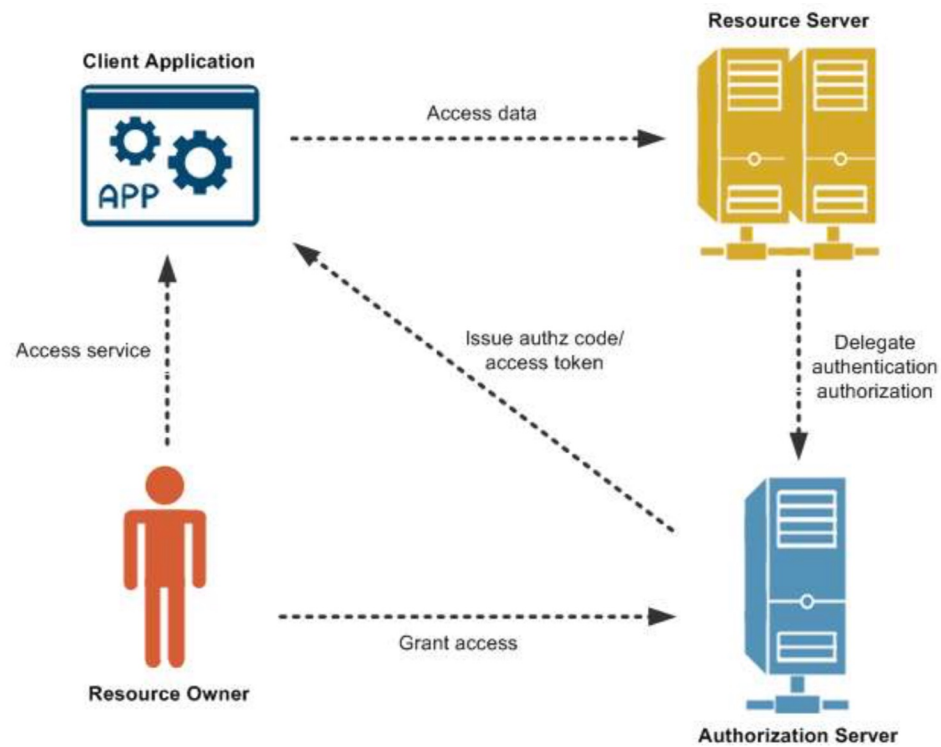 Resource Server
Client Application
Access data
APP
Issue authz code/
access token
Access service
Delegate
authentication
authorization
Grant access
Resource Owner
Authorization Server